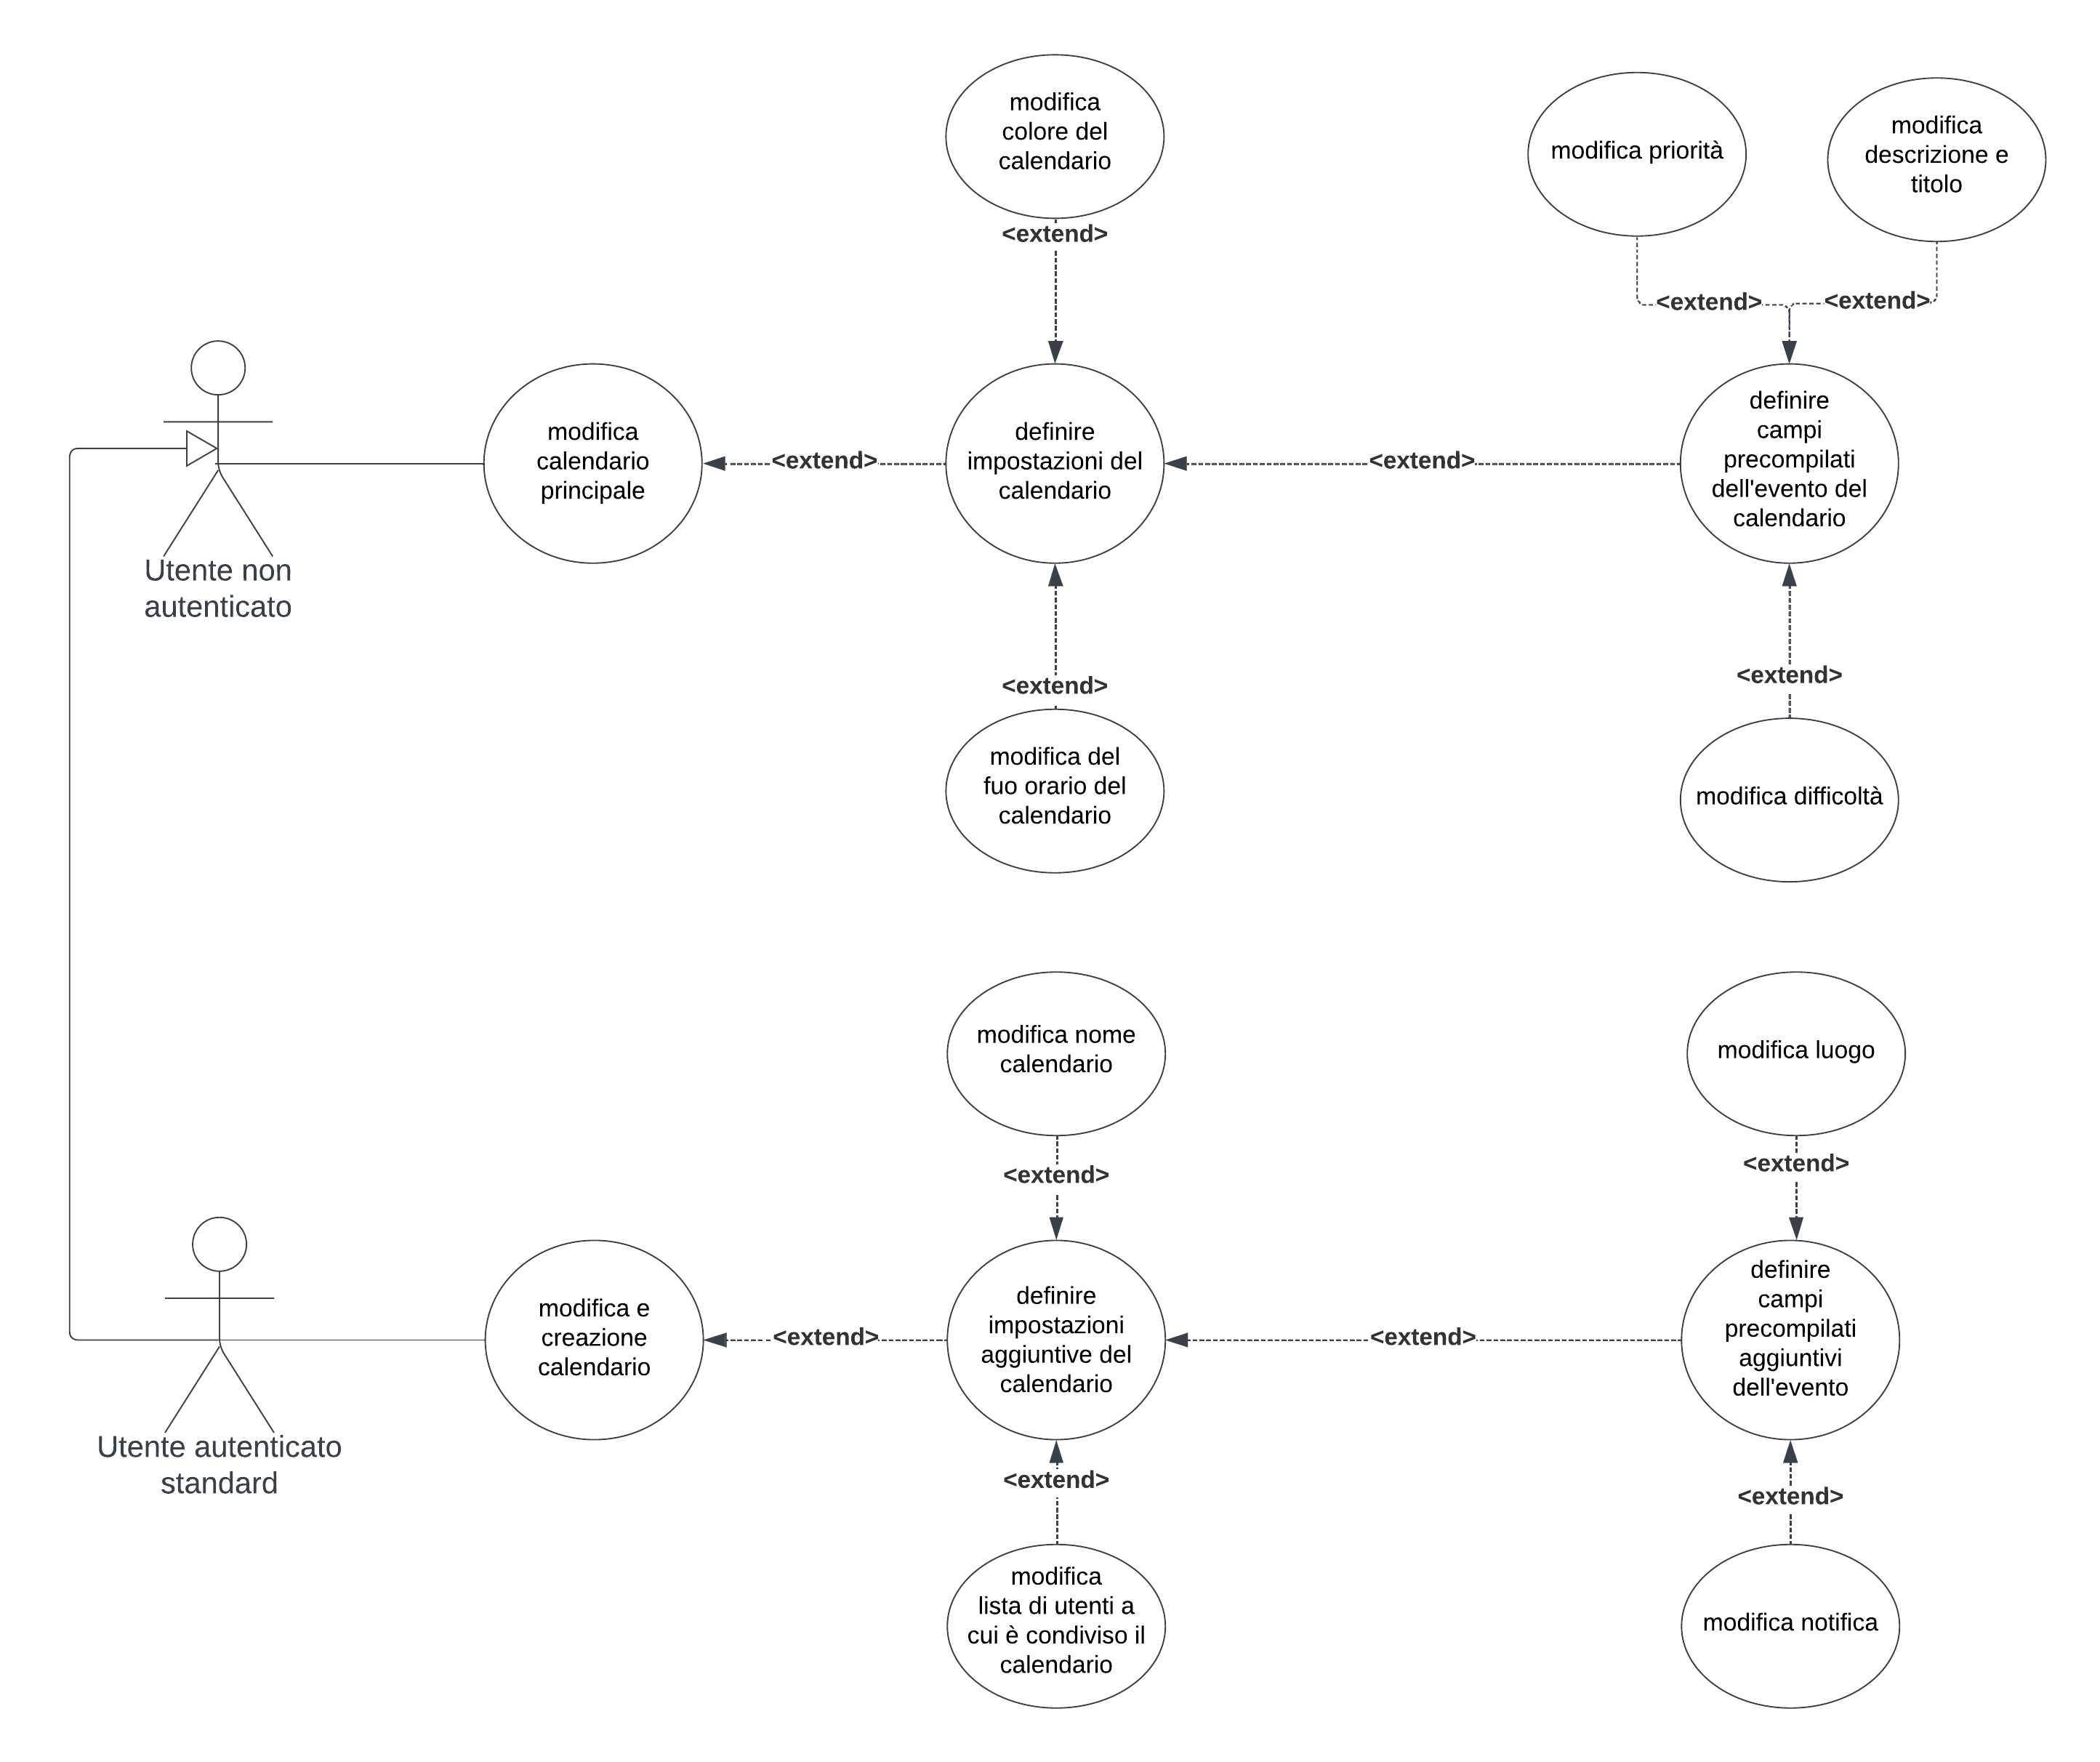 modifica
colore del
calendario
modifica priorità
modifica
descrizione e
titolo
<extend>
<extend>
<extend>
modifica
calendario
principale
<extend>
definire
impostazioni del
calendario
<extend>
definire
campi
precompilati
dell'evento del
calendario
Utente non
autenticato
<extend>
<extend>
modifica del
fuo orario del
calendario
modifica difficoltà
modifica nome
calendario
modifica luogo
<extend>
<extend>
modifica e
creazione
calendario
<extend>
definire
impostazioni
aggiuntive del
calendario
<extend>
definire
campi
precompilati
aggiuntivi
dell'evento
Utente autenticato
standard
<extend>
<extend>
modifica
lista di utenti a
cui è condiviso il
calendario
modifica notifica